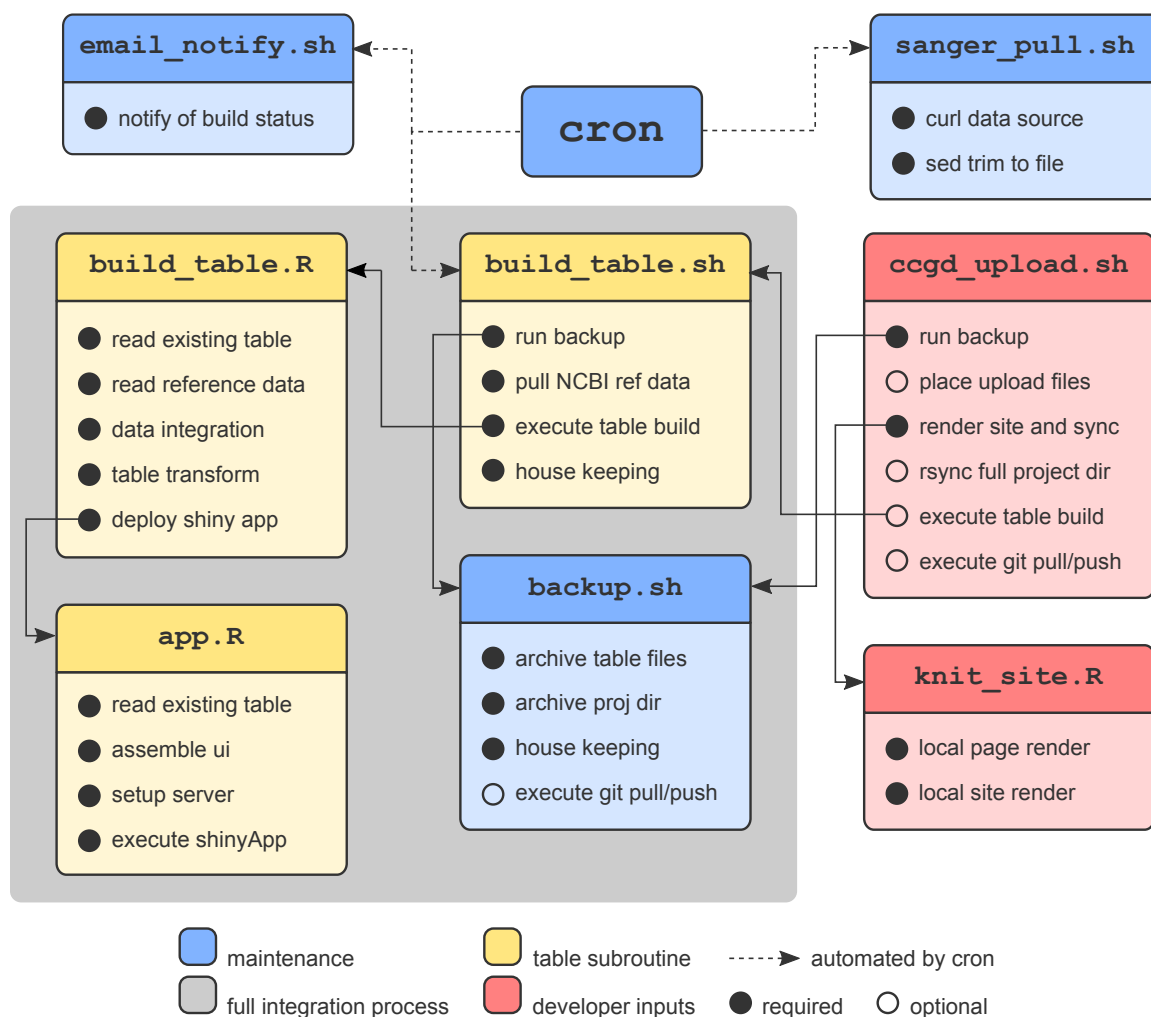 email_notify.sh
notify of build status
cron
sanger_pull.sh
curl data source
sed trim to file
build_table.R
read existing table
read reference data
data integration
table transform
deploy shiny app
build_table.sh
run backup
pull NCBI ref data
execute table build
house keeping
ccgd_upload.sh
run backup
place upload files
render site and sync
rsync full project dir
execute table build
execute git pull/push
app.R
read existing table
assemble ui
setup server
execute shinyApp
backup.sh
archive table files
archive proj dir
house keeping
execute git pull/push
knit_site.R
local page render
local site render
maintenance
table subroutine
automated by cron
full integration process
developer inputs
required
optional